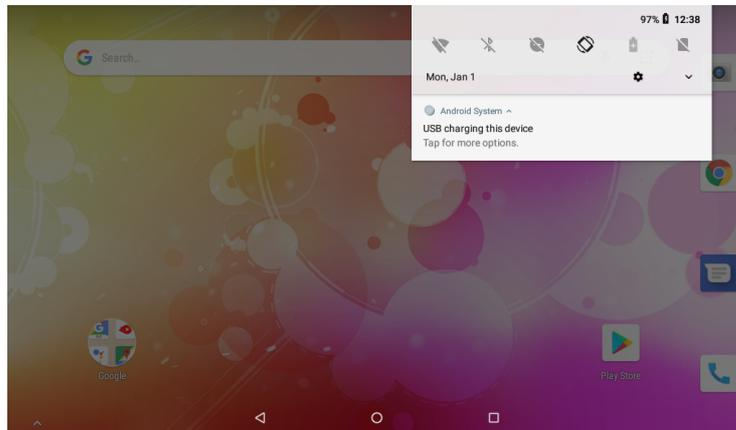 97% 12:38
Search...
Mon, Jan 1
Android System
USB charging this device
Tap for more options.
Google
Play Store